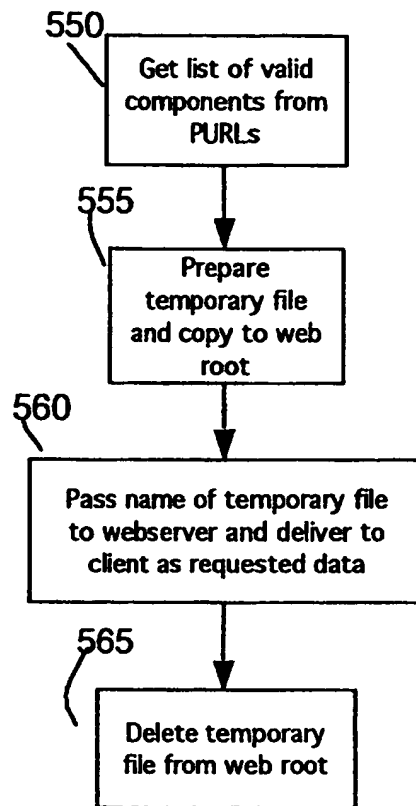 550
Get list of valid
components from
PURLs
555
Prepare
temporary file
and copy to web
root
560
Pass name of temporary file
to webserver and deliver to
client as requested data
565
Delete temporary
file from web root